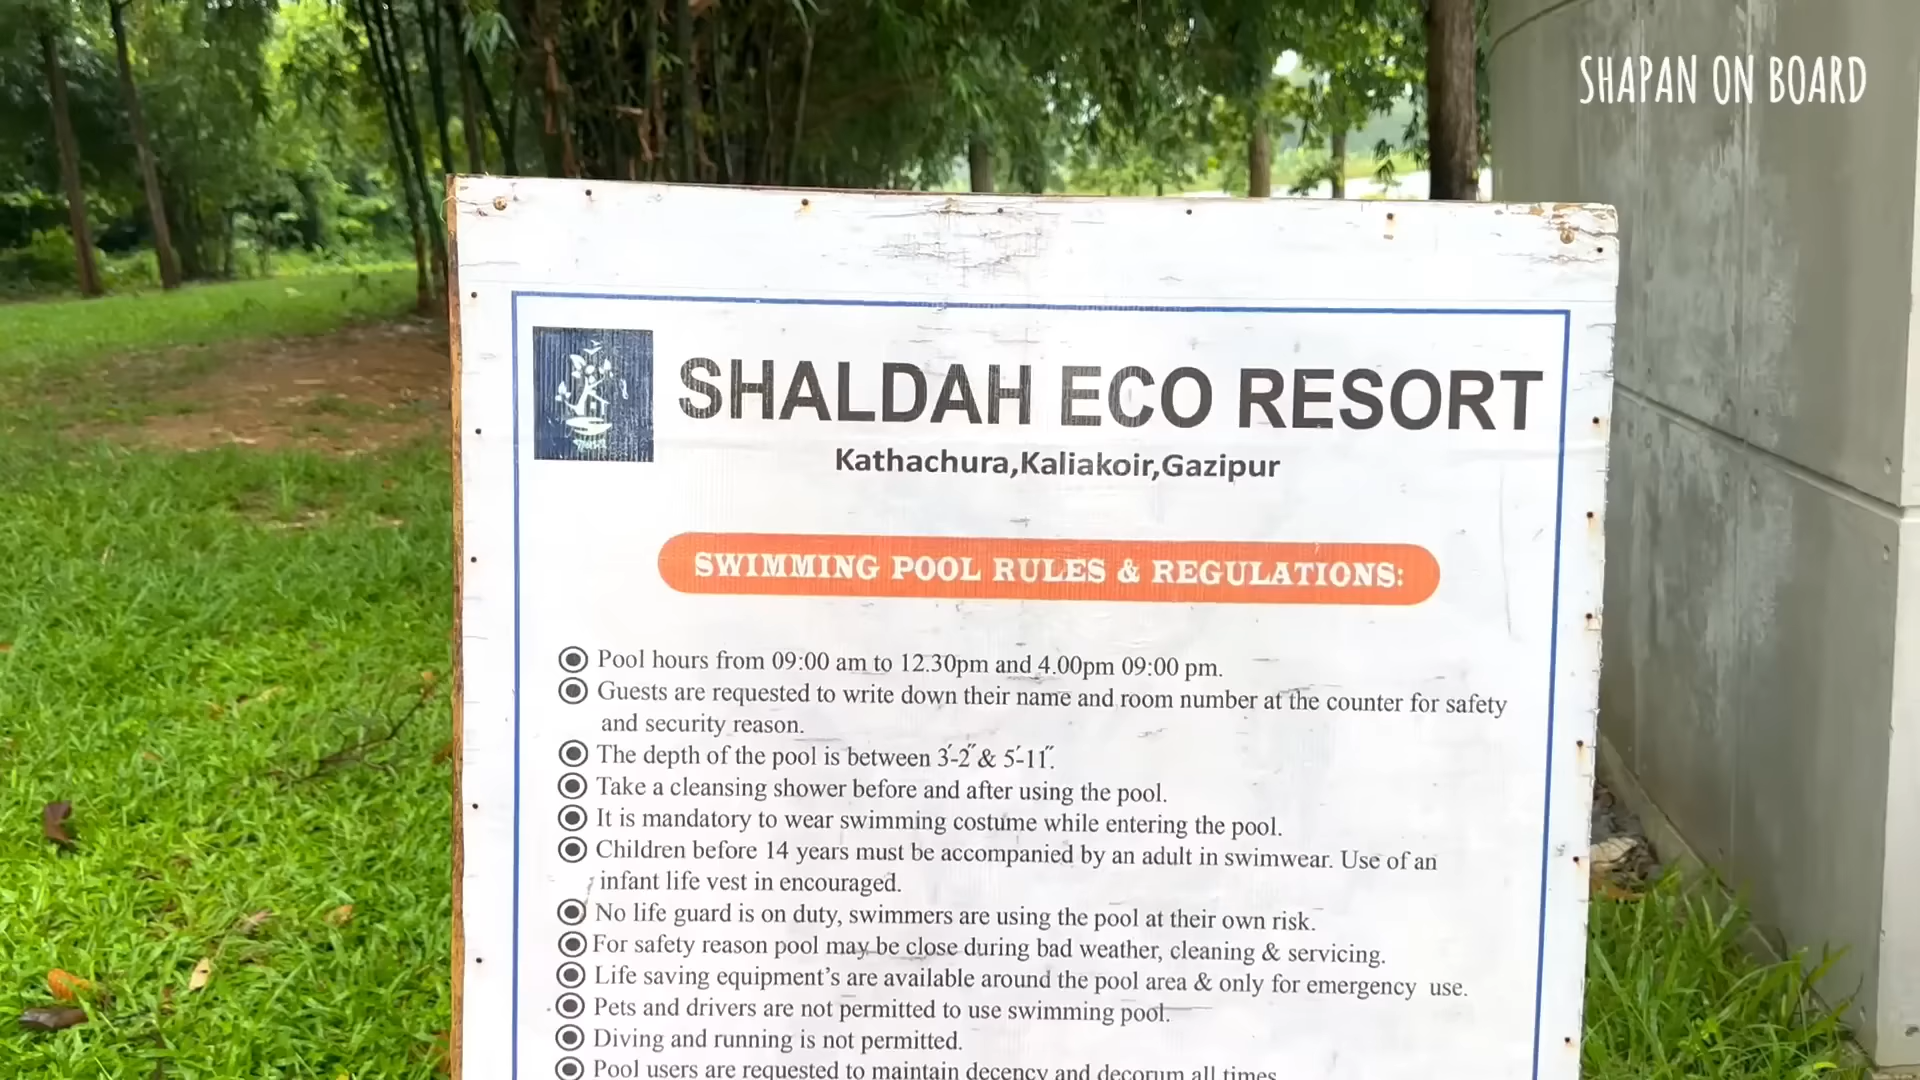 SHAPAN ON BOARD
SHALDAH ECO RESORT
Kathachura,Kaliakoir,Gazipur
SWIMMING POOL RULES & REGULATIONS:
Pool hours from 09:00 am to 12.30pm and 4.00pm 09:00 pm.
Guests are requested to write down their name and room number at the counter for safety
and security reason.
The depth of the pool is between 3′-2″ & 5′-11″.
Take a cleansing shower before and after using the pool.
It is mandatory to wear swimming costume while entering the pool.
Children before 14 years must be accompanied by an adult in swimwear. Use of an
infant life vest in encouraged.
No life guard is on duty, swimmers are using the pool at their own risk.
For safety reason pool may be close during bad weather, cleaning & servicing.
Life saving equipment’s are available around the pool area & only for emergency use.
Pets and drivers are not permitted to use swimming pool.
Diving and running is not permitted.
Pool users are requested to maintain decency and decorum all times